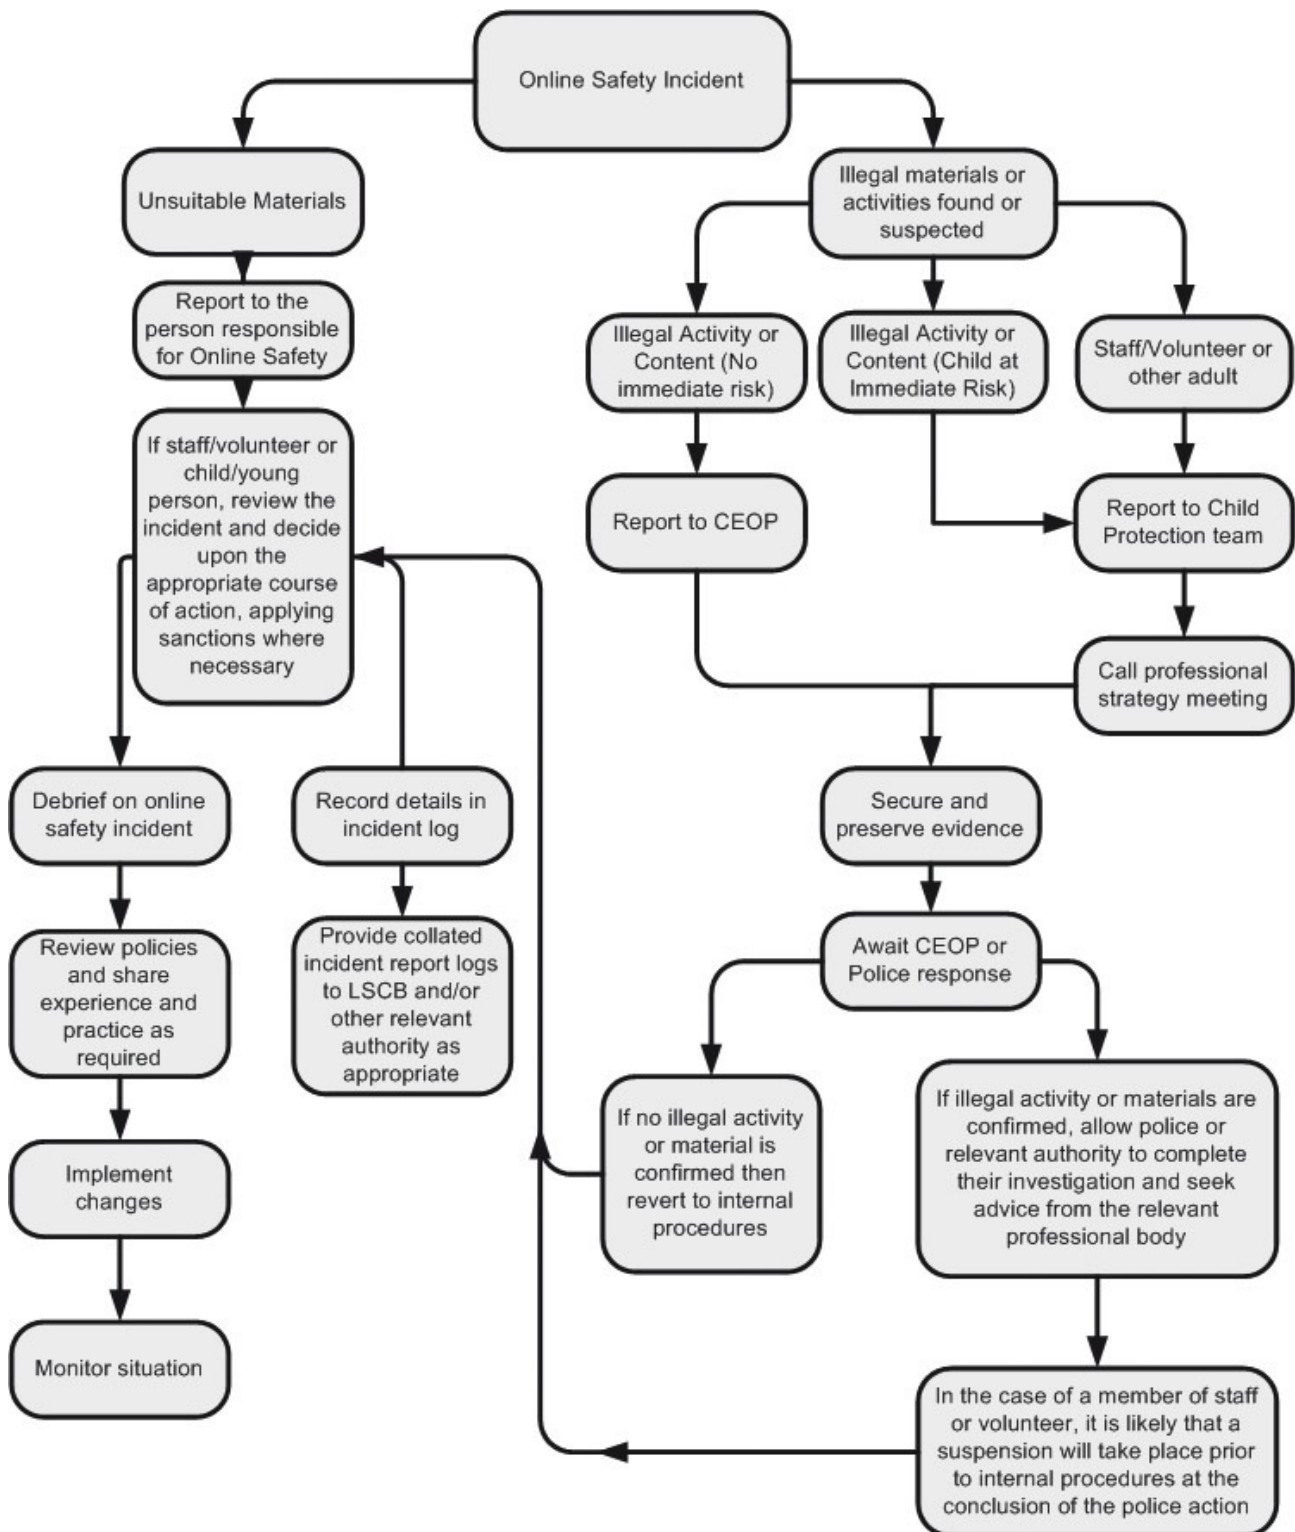 Online Safety Incident
Unsuitable Materials
Report to the
person responsible
for Online Safety
If staff/volunteer or
child/young
person, review the
incident and decide
upon the
appropriate course
of action, applying
sanctions where
necessary
Debrief on online
safety incident
Review policies
and share
experience and
practice as
required
Implement
changes
Monitor situation
Record details in
incident log
Provide collated
incident report logs
to LSCB and/or
other relevant
authority as
appropriate
Illegal materials or
activities found or
suspected
Illegal Activity or
Content (No
immediate risk)
Illegal Activity or
Content (Child at
Immediate Risk)
Staff/Volunteer or
other adult
Report to CEOP
Report to Child
Protection team
Call professional
strategy meeting
Secure and
preserve evidence
Await CEOP or
Police response
If no illegal activity
or material is
confirmed then
revert to internal
procedures
If illegal activity or materials are
confirmed, allow police or
relevant authority to complete
their investigation and seek
advice from the relevant
professional body
In the case of a member of staff
or volunteer, it is likely that a
suspension will take place prior
to internal procedures at the
conclusion of the police action